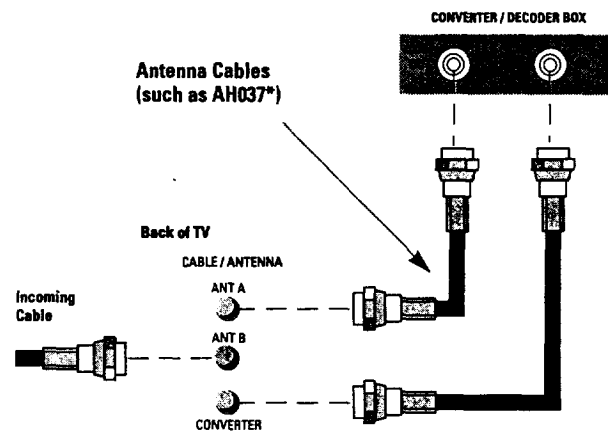 CONVERTER / DECODER BOX
Antenna Cables
(such as AH037*)
Back of TV
CABLE / ANTENNA
ANT A
Incoming
Cable
ANT B
CONVERTER